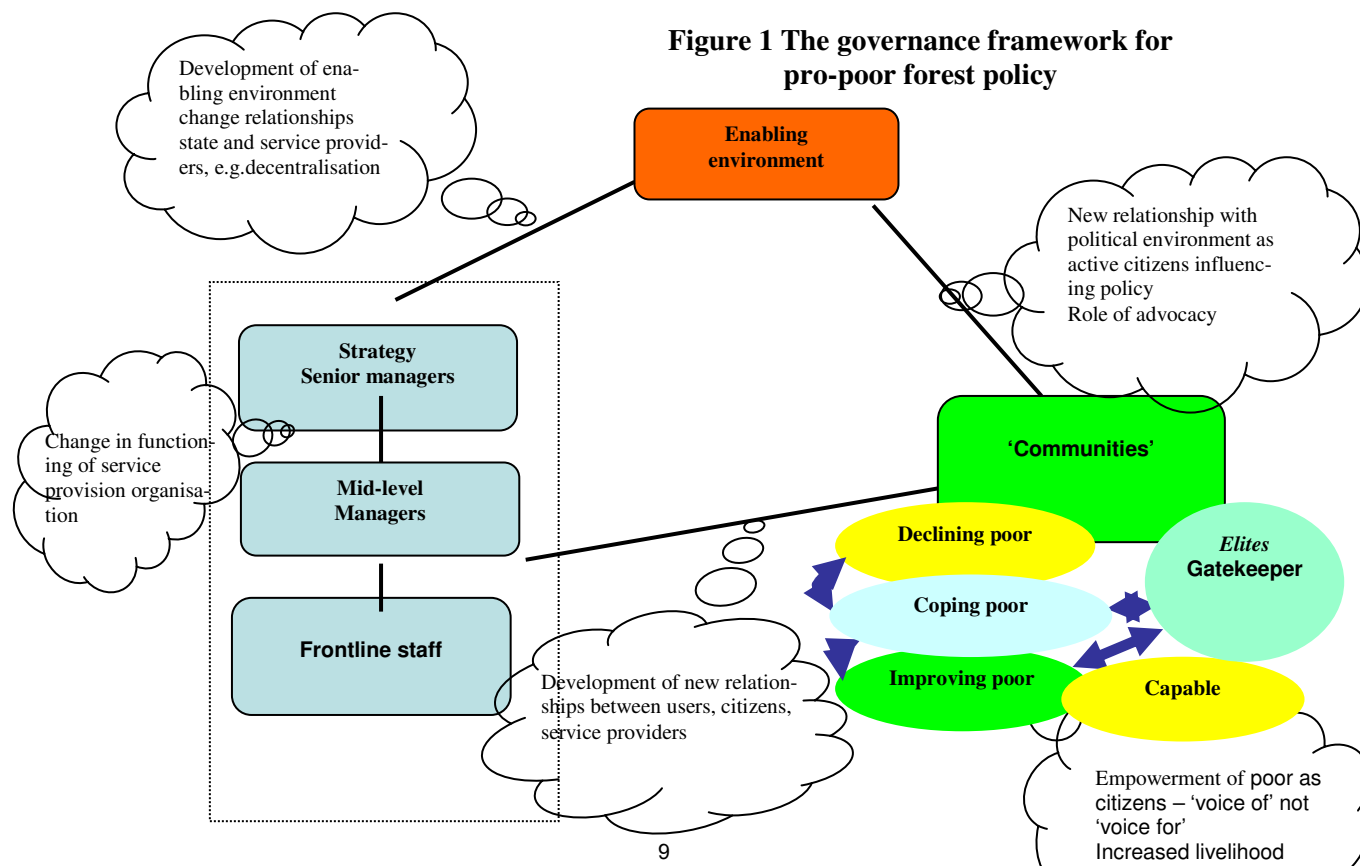 Figure 1 The governance framework for
pro-poor forest policy
Development of ena-
bling environment
change relationships
state and service provid-
ers, e.g.decentralisation
Enabling
environment
New relationship with
political environment as
active citizens influenc-
ing policy
Role of advocacy
Strategy
Senior managers
Change in function-
ing of service
provision organisa-
tion
Mid-level
Managers
Frontline staff
'Communities'
Declining poor
Elites
Gatekeeper
Coping poor
Improving poor
Capable
Development of new relation-
ships between users, citizens,
service providers
Empowerment of poor as
citizens – 'voice of' not
'voice for'
Increased livelihood
9